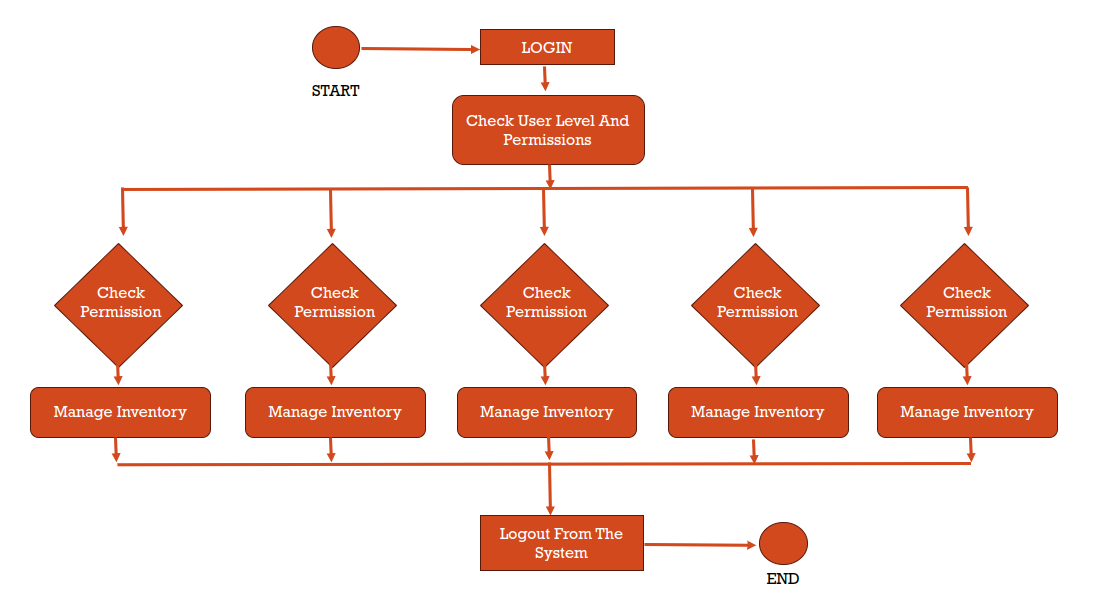 LOGIN
START
Check User Level And
Permissions
Check
Permission
Check
Permission
Check
Permission
Check
Permission
Check
Permission
Manage Inventory
Manage Inventory
Manage Inventory
Manage Inventory
Manage Inventory
Logout From The
System
END